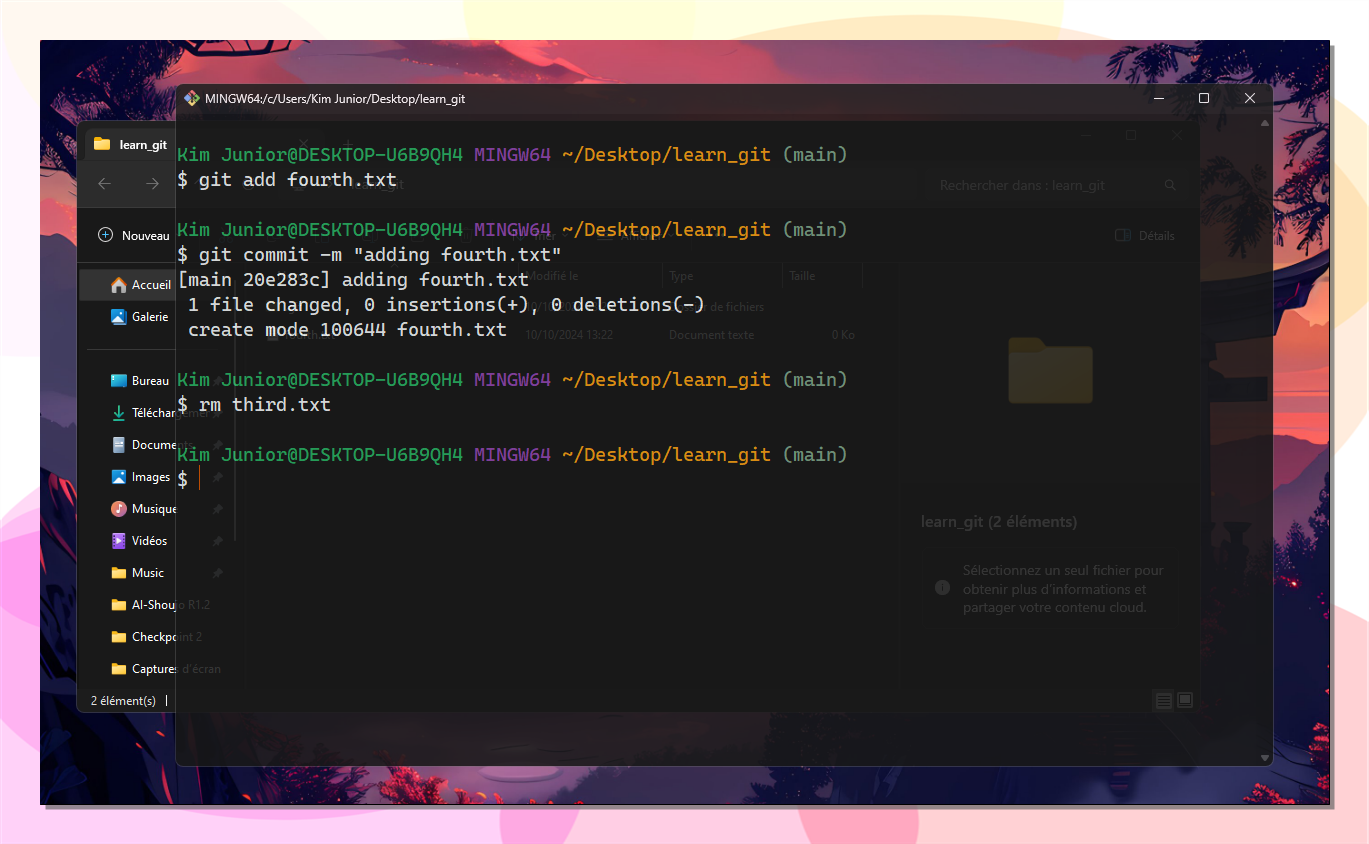 MINGW64:/c/Users/Kim Junior/Desktop/learn_git
learn_git
Kim Junior@DESKTOP-U6B9QH4 MINGW64 ~/Desktop/learn_git (main)
$ git add fourth.txt
Rechercher dans : learn_git
Kim Junior@DESKTOP-U6B9QH4 MINGW64 ~/Desktop/learn_git (main)
Nouveau
Détails
$ git commit -m "adding fourth.txt"
Modifié le
Type
Taille
[main 20e283c] adding fourth.txt
1 file changed, 0 insertions(+), 0 deletions(-)
de fichiers
create mode 100644 fourth.txt
fourth.txt
10/10/2024 13:22
Document texte
0 Ko
Kim Junior@DESKTOP-U6B9QH4 MINGW64 ~/Desktop/learn_git (main)
$ rm third.txt
Kim Junior@DESKTOP-U6B9QH4 MINGW64 ~/Desktop/learn_git (main)
$
Accueil
Galerie
Bureau
Téléchargemen
Documents
Images
Musique
Vidéos
Music
AI-Shoujo R1.2
Checkpoint 2
Captures d'écran
2 élément(s)
learn_git (2 éléments)
Sélectionnez un seul fichier pour
obtenir plus d'informations et
partager votre contenu cloud.